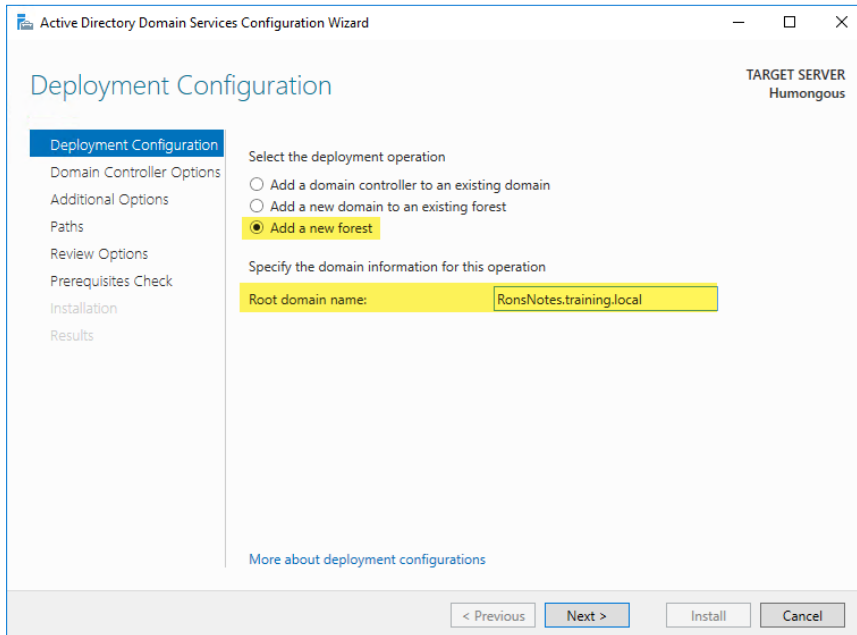 Active Directory Domain Services Configuration Wizard
Deployment Configuration
TARGET SERVER
Humongous
Deployment Configuration
Domain Controller Options
Additional Options
Paths
Review Options
Prerequisites Check
Installation
Results
Select the deployment operation
Add a domain controller to an existing domain
Add a new domain to an existing forest
Add a new forest
Specify the domain information for this operation
Root domain name: RonsNotes.training.local
More about deployment configurations
< Previous Next > Install Cancel